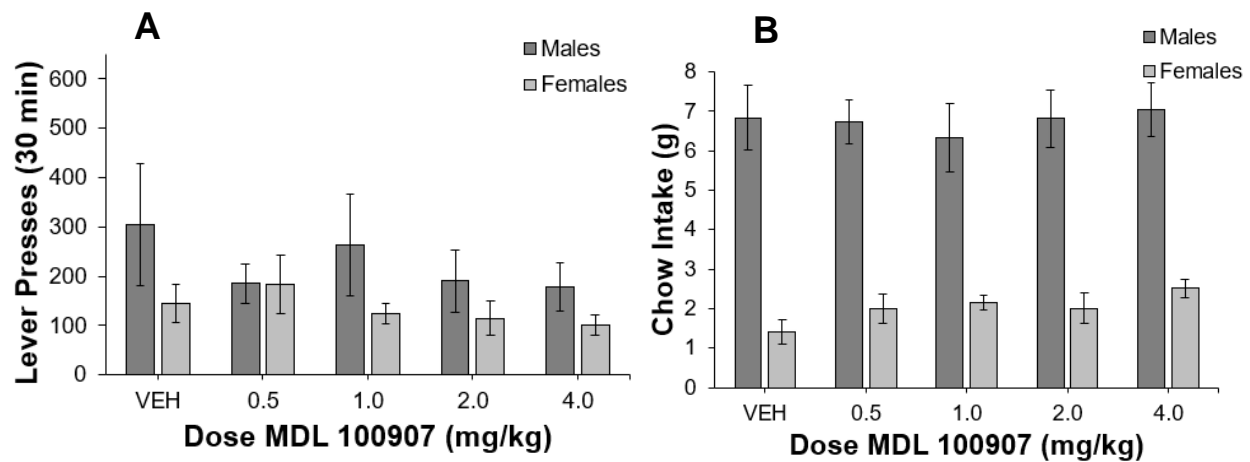 A
Males
Females
600
500
400
300
200
100
0
Lever Presses (30 min)
VEH 0.5 1.0 2.0 4.0
Dose MDL 100907 (mg/kg)
B
Males
Females
8
7
6
5
4
3
2
1
0
Chow Intake (g)
VEH 0.5 1.0 2.0 4.0
Dose MDL 100907 (mg/kg)